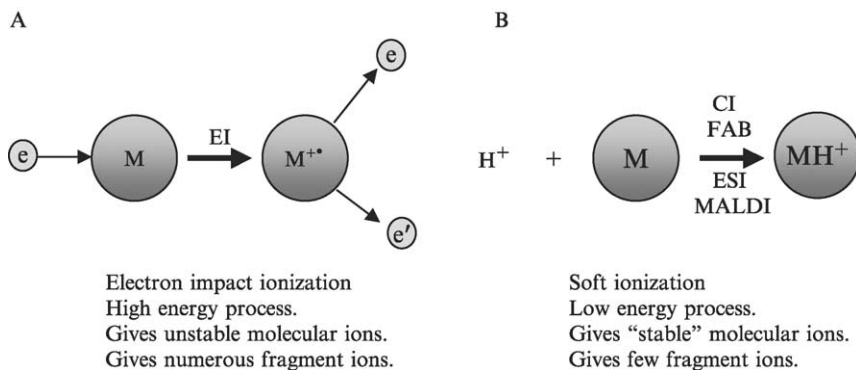 A
e
M
EI
M⁺•
e
e′
Electron impact ionization
High energy process.
Gives unstable molecular ions.
Gives numerous fragment ions.
B
H⁺ + M
CI
FAB
ESI
MALDI
MH⁺
Soft ionization
Low energy process.
Gives “stable” molecular ions.
Gives few fragment ions.